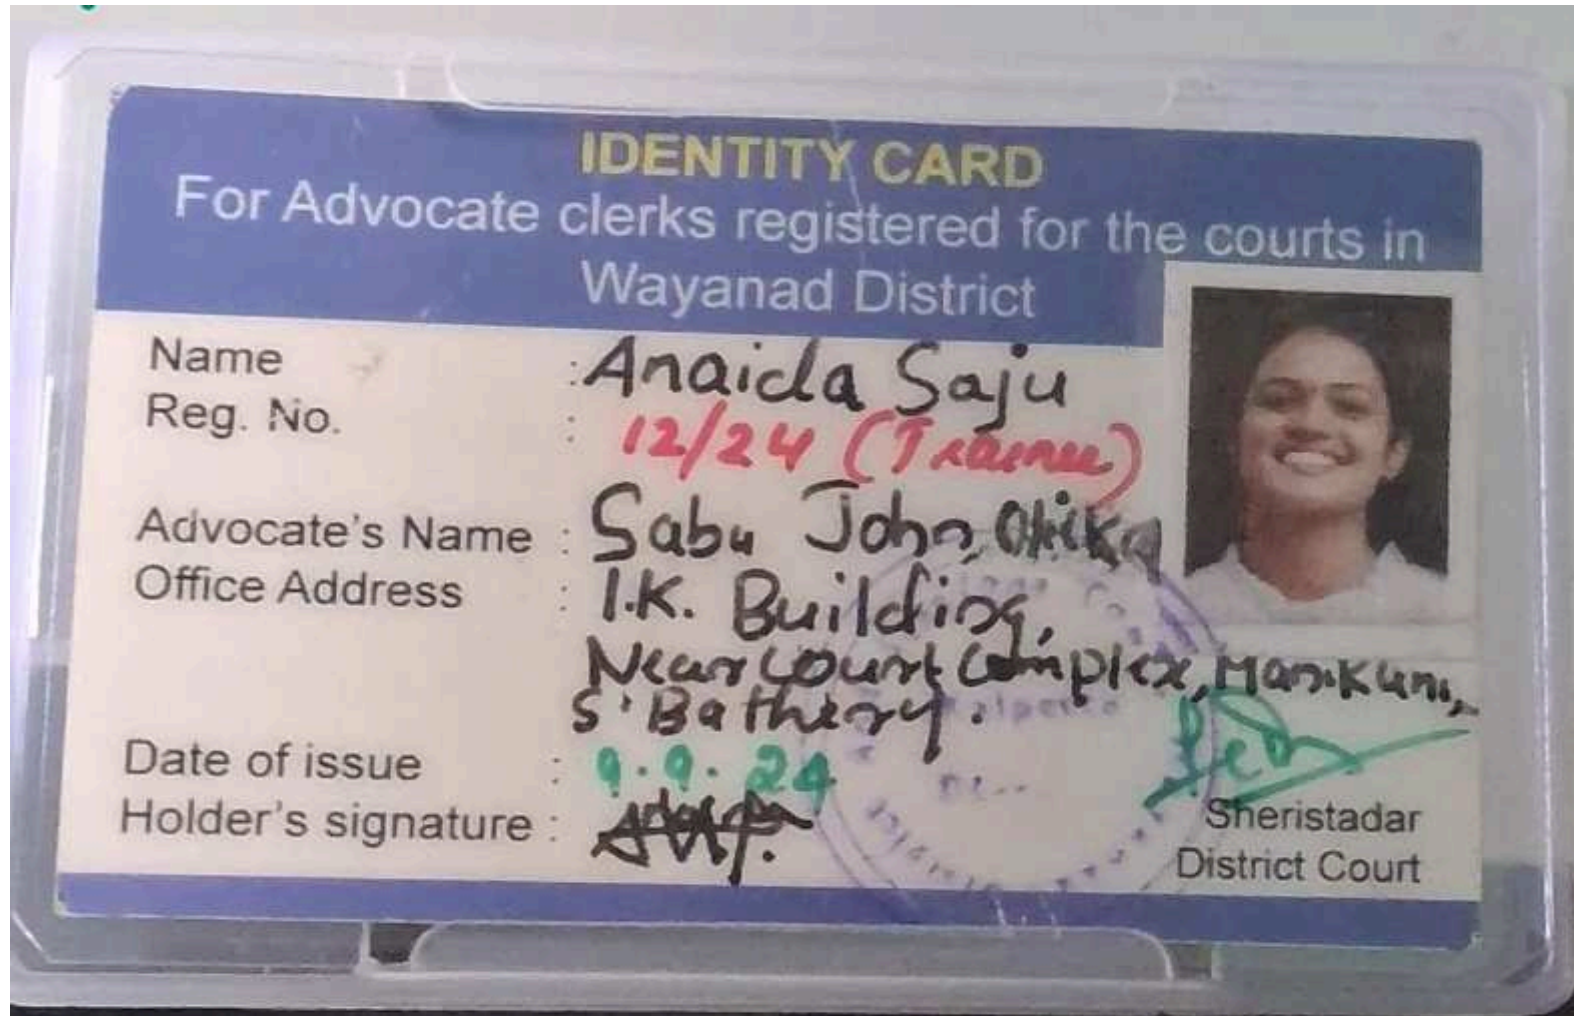 IDENTITY CARD
For Advocate clerks registered for the courts in
Wayanad District
Name : Anaida Saju
Reg. No. : 12/24 (Trainee)
Advocate's Name : Sabu John,
Office Address : I.K. Building,
Near Court Complex, Manikuni,
S' Bathery.
Date of issue : 9.9.24
Holder's signature :
Sheristadar
District Court